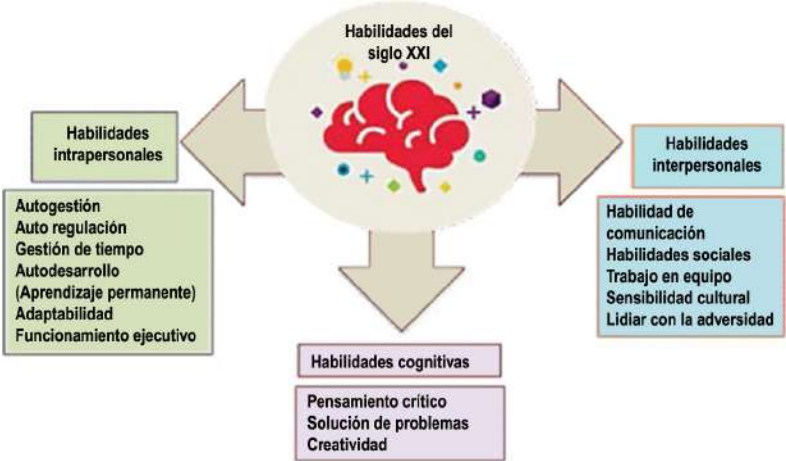 Habilidades del
siglo XXI
Habilidades
intrapersonales
Autogestión
Auto regulación
Gestión de tiempo
Autodesarrollo
(Aprendizaje permanente)
Adaptabilidad
Funcionamiento ejecutivo
Habilidades
interpersonales
Habilidad de
comunicación
Habilidades sociales
Trabajo en equipo
Sensibilidad cultural
Lidiar con la adversidad
Habilidades cognitivas
Pensamiento crítico
Solución de problemas
Creatividad